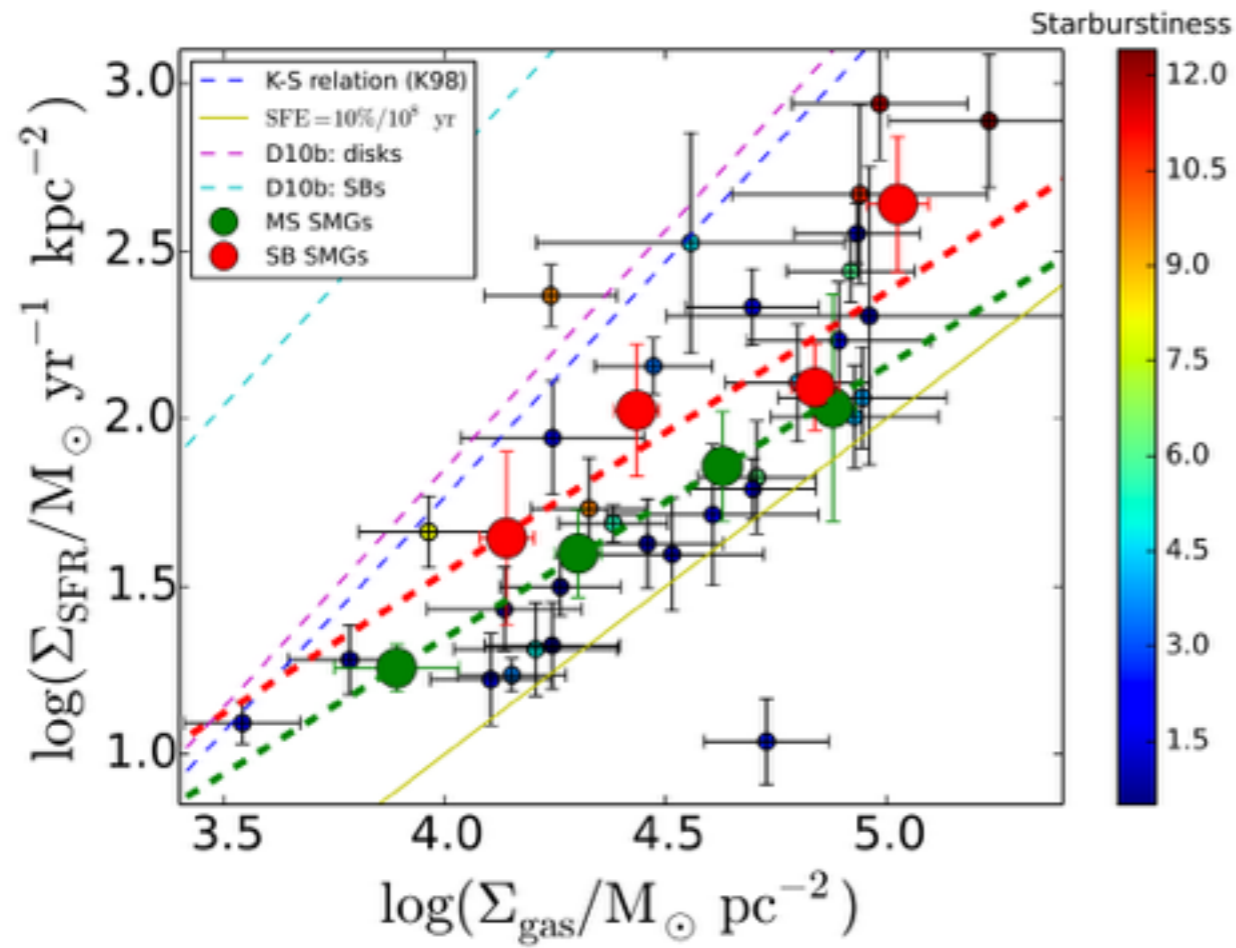 Starburstiness
3.0
2.5
2.0
1.5
1.0
log(Σ_SFR/M_⊙ yr⁻¹ kpc⁻²)
K-S relation (K98)
SFE=10%/10⁸ yr
D10b: disks
D10b: SBs
MS SMGs
SB SMGs
12.0
10.5
9.0
7.5
6.0
4.5
3.0
1.5
3.5 4.0 4.5 5.0
log(Σ_gas/M_⊙ pc⁻²)